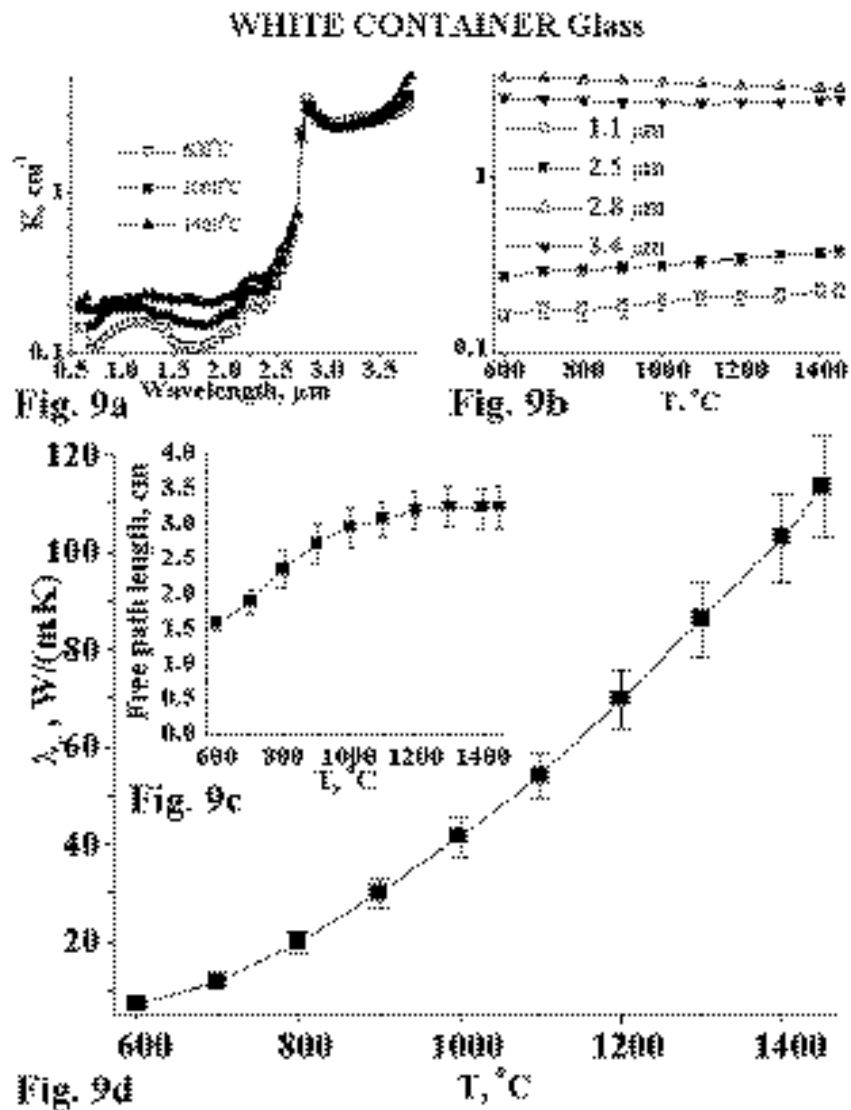 WHITE CONTAINER Glass
K, cm⁻¹
1
0.1
0.5 1.0 1.5 2.0 2.5 3.0 3.5
Wavelength, μm
1400°C
Fig. 9a
1
0.1
1.1 μm
2.5 μm
2.8 μm
3.4 μm
600 800 1000 1200 1400
T, °C
Fig. 9b
Free path length, cm
4.0
3.5
3.0
2.5
2.0
1.5
1.0
0.5
0.0
600 800 1000 1200 1400
T, °C
Fig. 9c
W/(mK)
120
100
80
60
40
20
600 800 1000 1200 1400
T, °C
Fig. 9d